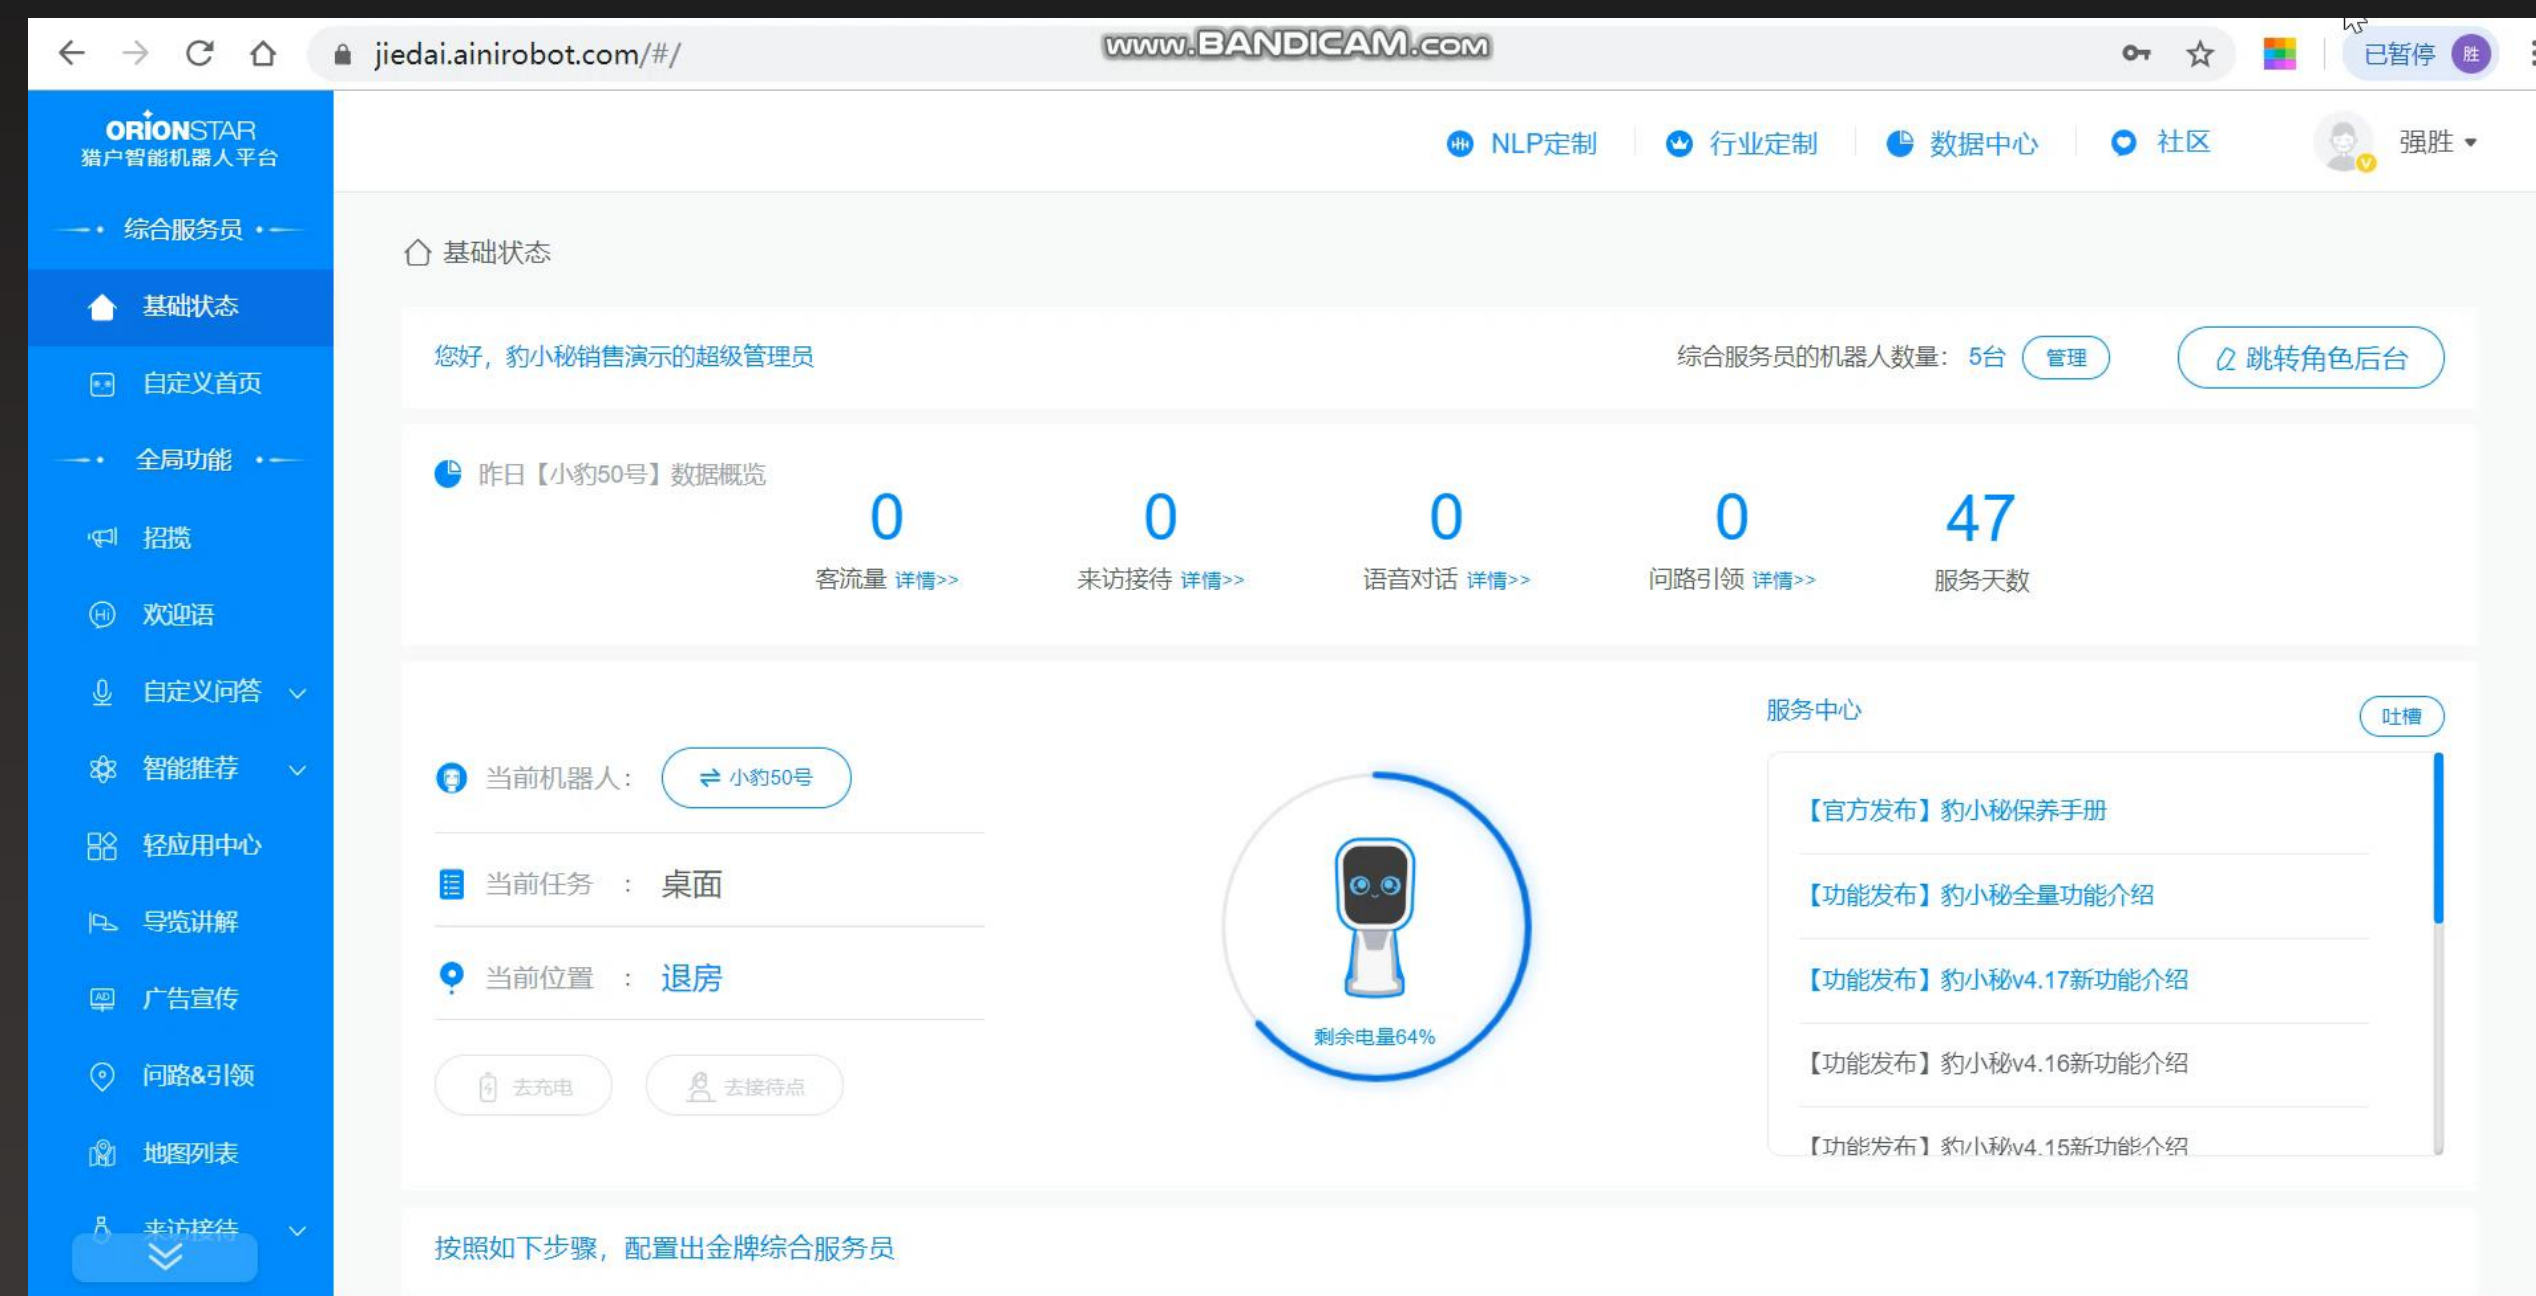 jiedai.ainirobot.com/#/
www.BANDICAM.com
已暂停 胜
ORIONSTAR
猎户智能机器人平台
NLP定制 行业定制 数据中心 社区 强胜
综合服务员
基础状态
自定义首页
全局功能
招揽
Hi 欢迎语
自定义问答
智能推荐
轻应用中心
导览讲解
AD 广告宣传
问路&引领
地图列表
来访接待
基础状态
您好，豹小秘销售演示的超级管理员
综合服务员的机器人数量： 5台 管理 跳转角色后台
昨日【小豹50号】数据概览
0 0 0 0 47
客流量 详情>> 来访接待 详情>> 语音对话 详情>> 问路引领 详情>> 服务天数
当前机器人： 小豹50号
当前任务 ： 桌面
当前位置 ： 退房
去充电 去接待点
剩余电量64%
服务中心 吐槽
【官方发布】豹小秘保养手册
【功能发布】豹小秘全量功能介绍
【功能发布】豹小秘v4.17新功能介绍
【功能发布】豹小秘v4.16新功能介绍
【功能发布】豹小秘v4.15新功能介绍
按照如下步骤，配置出金牌综合服务员